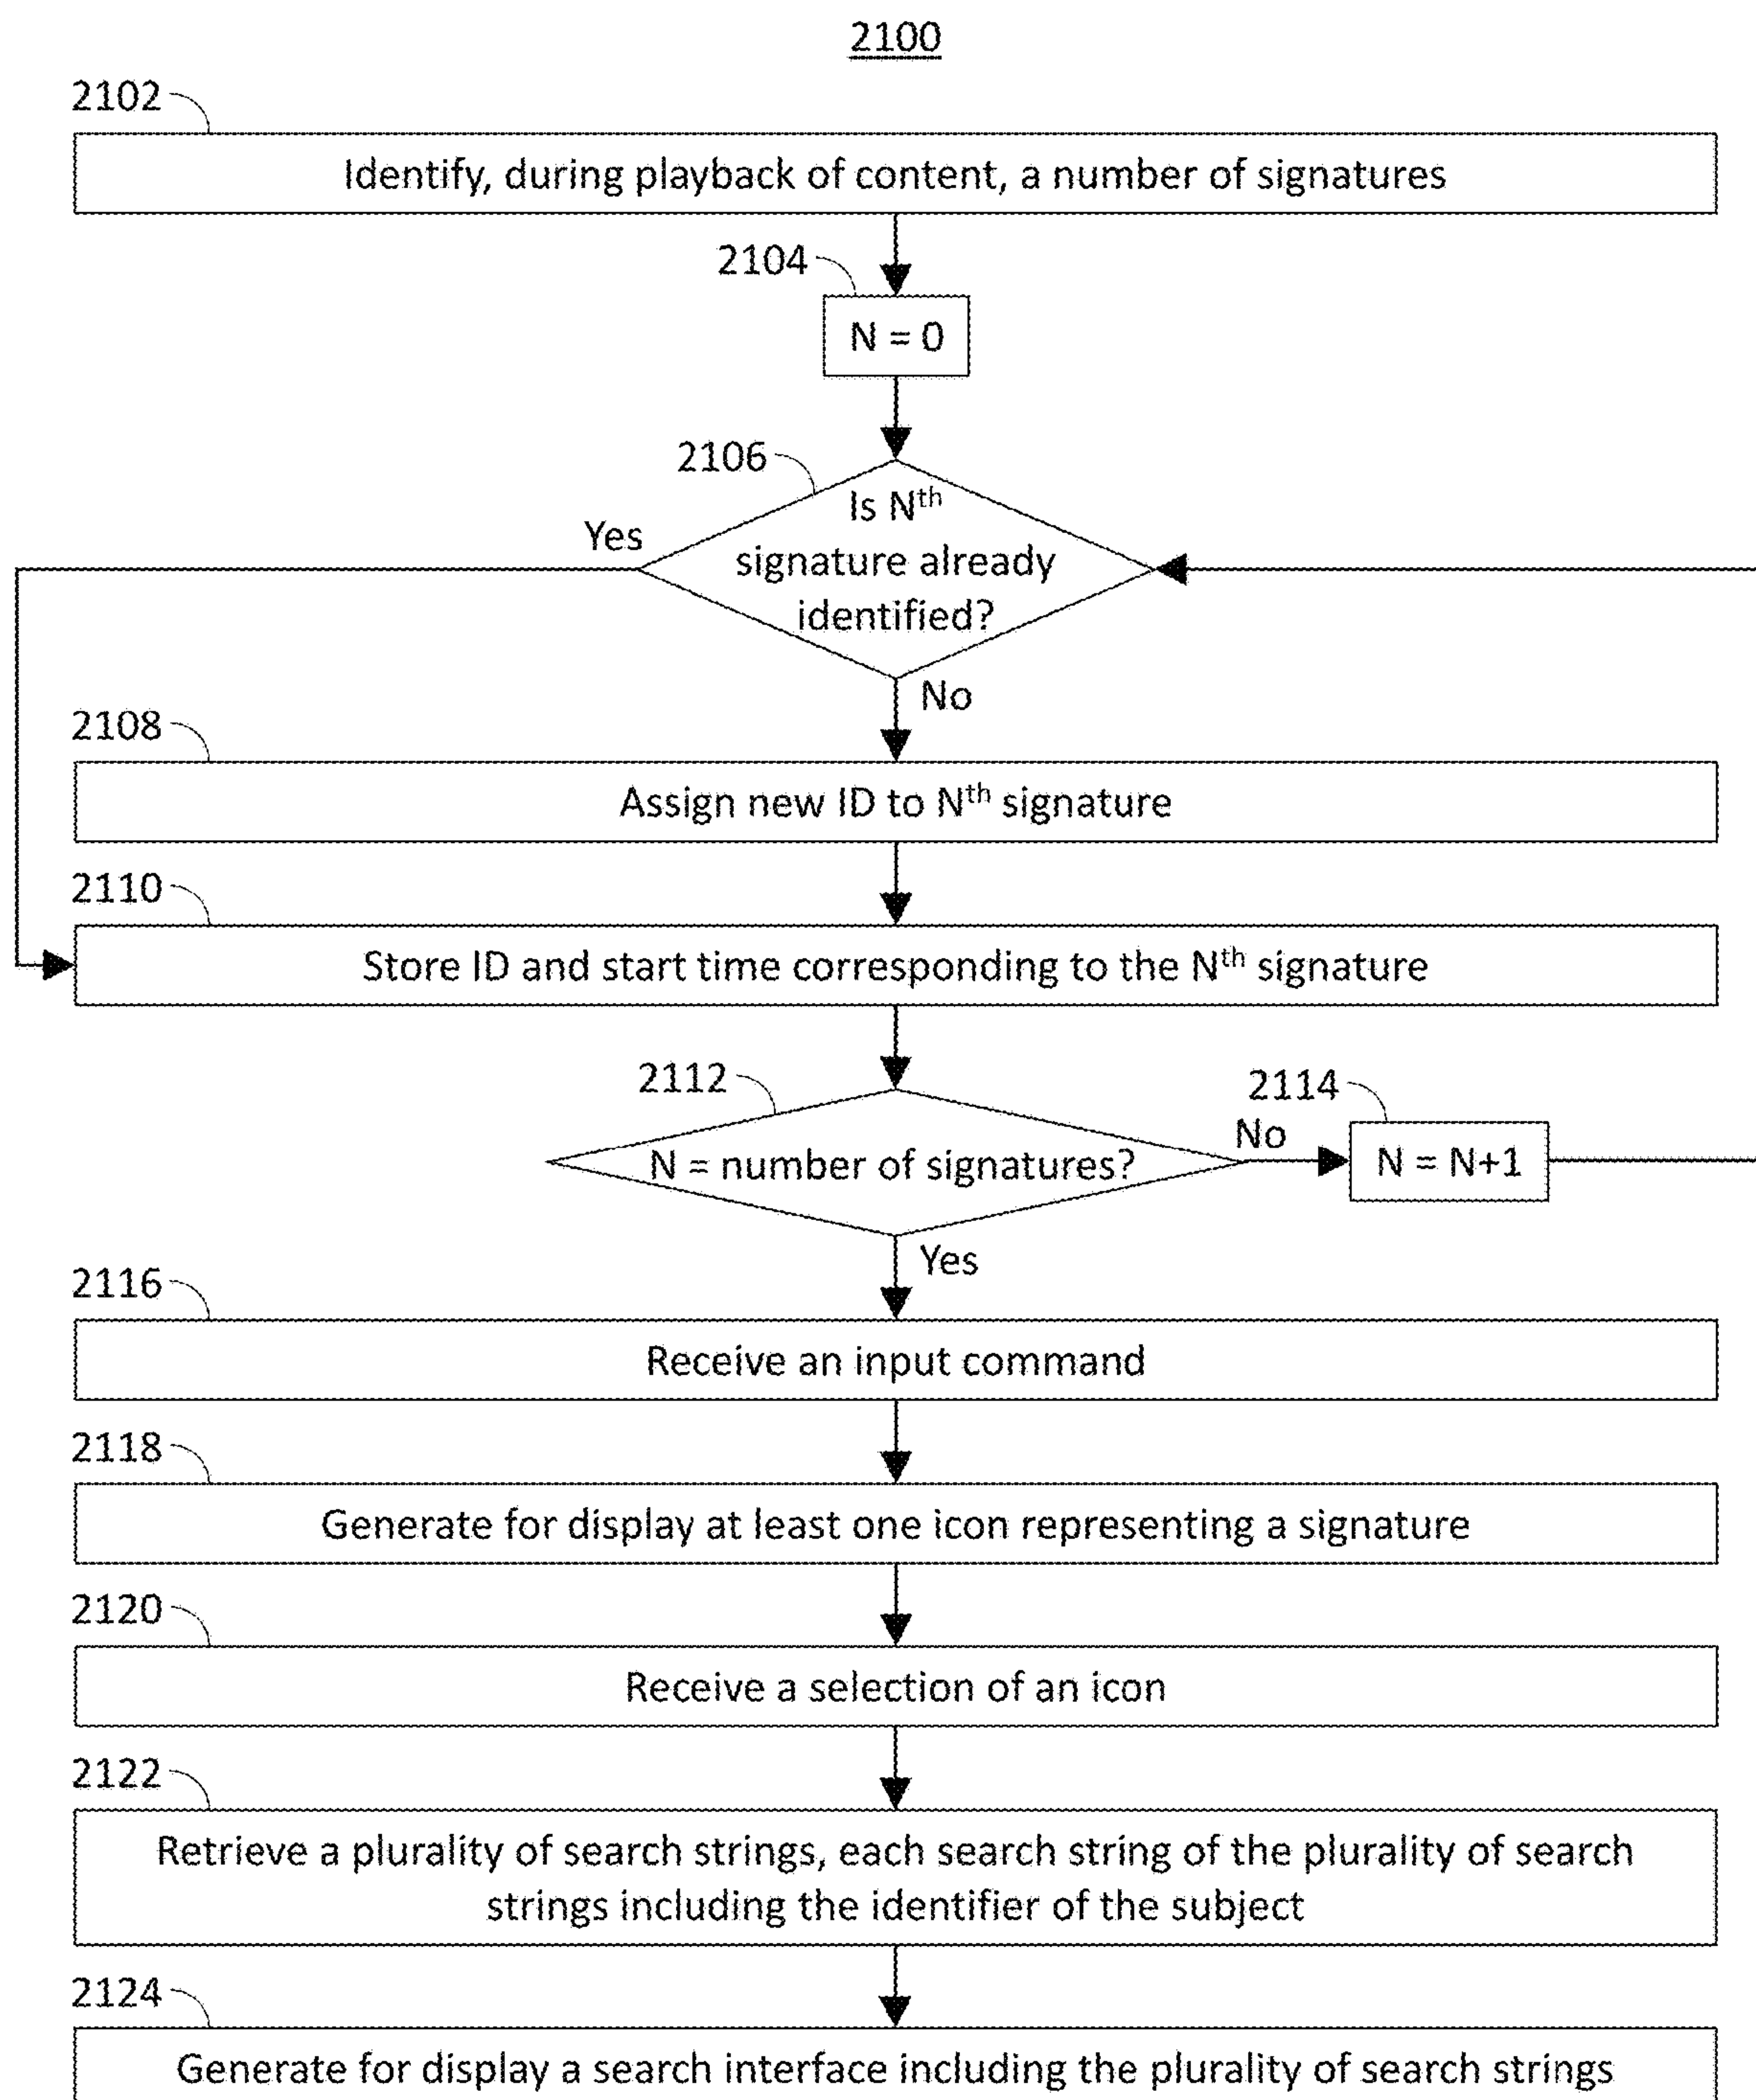 2100
2102
Identify, during playback of content, a number of signatures
2104
N = 0
2106
Is Nth
signature already
identified?
Yes
No
2108
Assign new ID to Nth signature
2110
Store ID and start time corresponding to the Nth signature
2112
N = number of signatures?
No
2114
N = N+1
Yes
2116
Receive an input command
2118
Generate for display at least one icon representing a signature
2120
Receive a selection of an icon
2122
Retrieve a plurality of search strings, each search string of the plurality of search
strings including the identifier of the subject
2124
Generate for display a search interface including the plurality of search strings